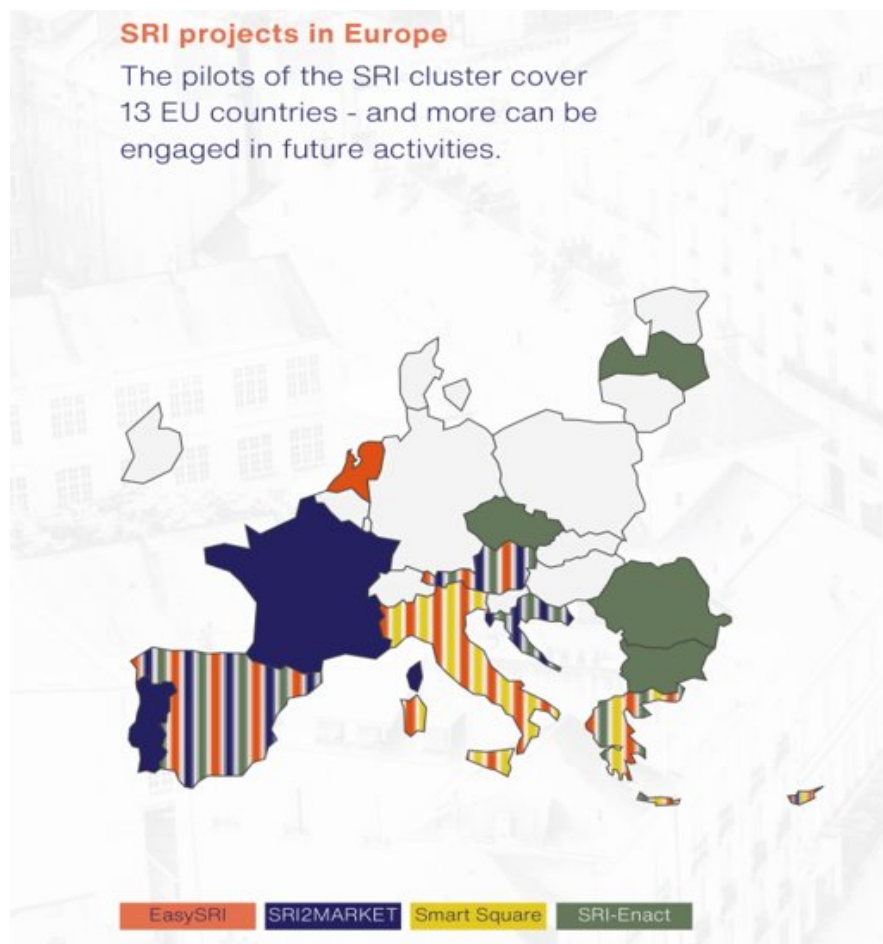 SRI projects in Europe
The pilots of the SRI cluster cover
13 EU countries - and more can be
engaged in future activities.
EasySRI
SRI2MARKET
Smart Square
SRI-Enact